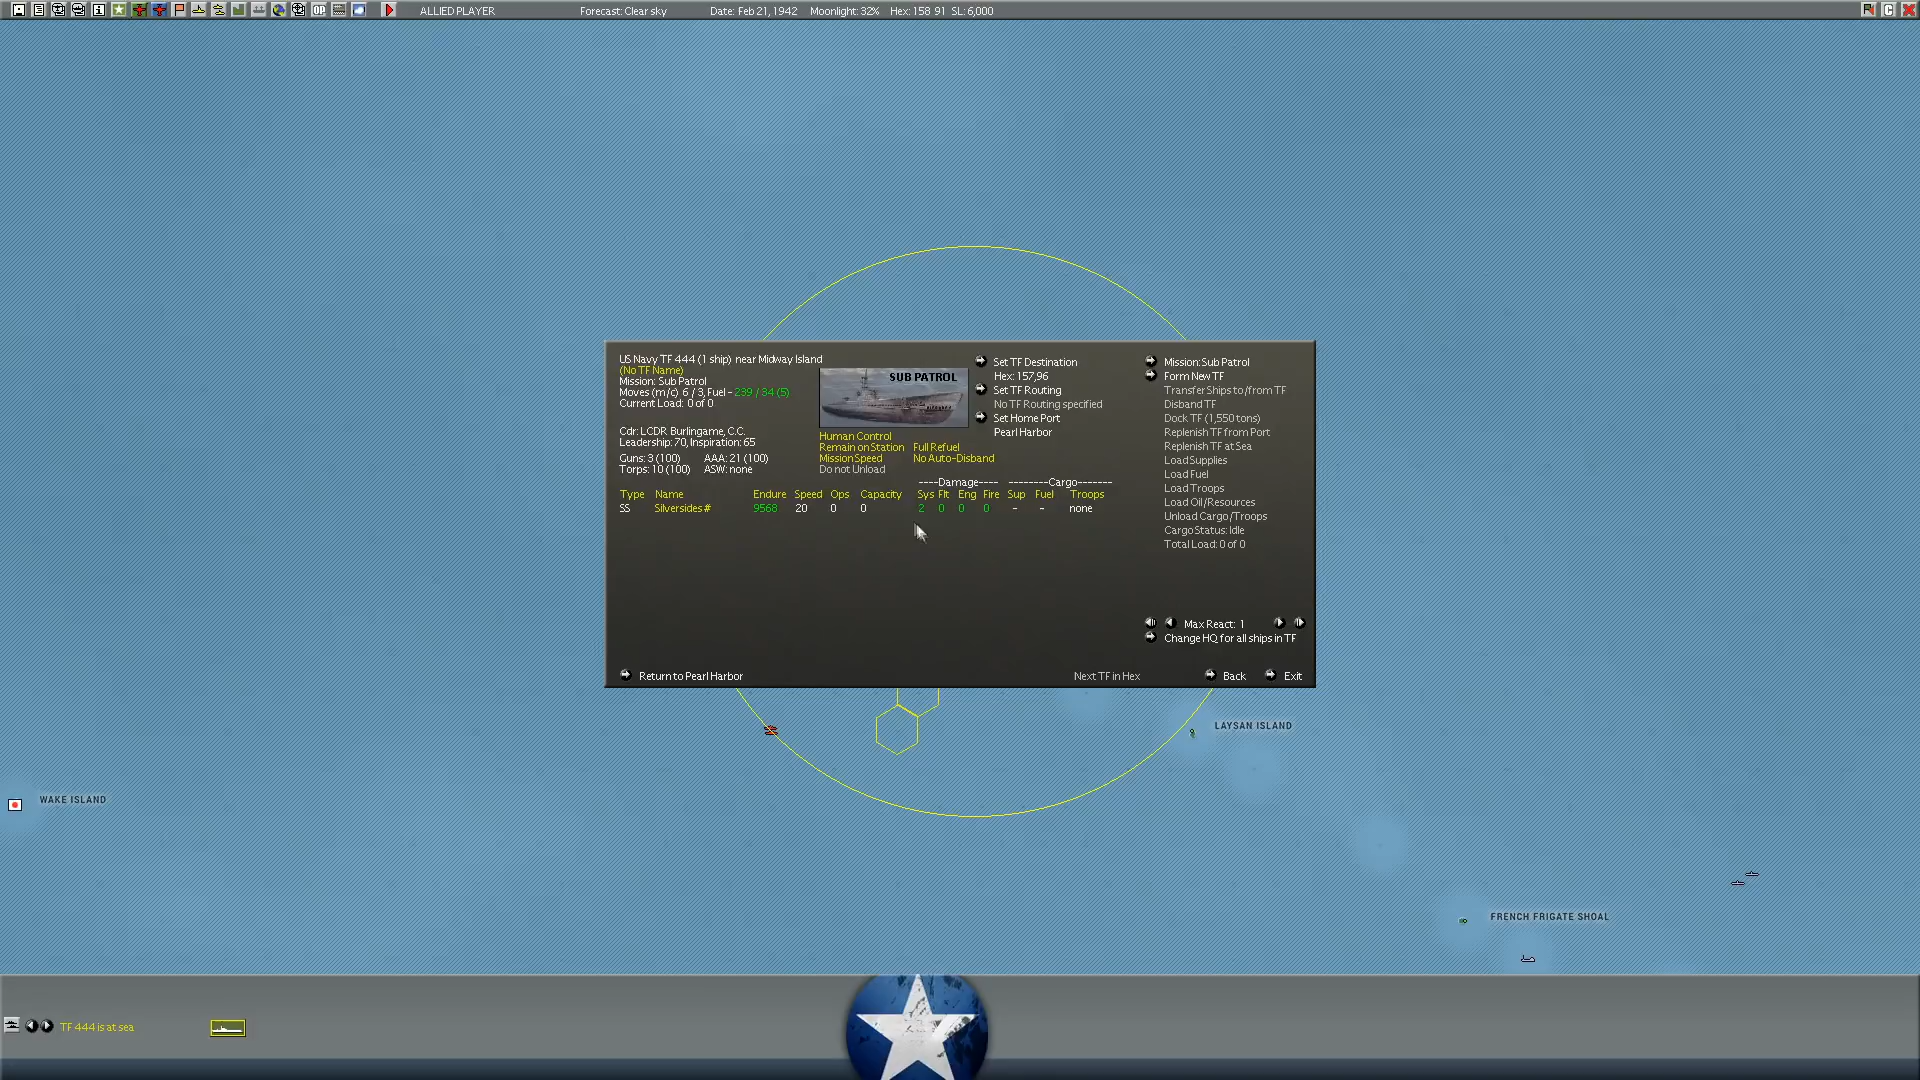 ALLIED PLAYER Forecast: Clear sky Date: Feb 21, 1942 Moonlight: 32% Hex: 158 91 SL: 6,000
US Navy TF 444 (1 ship) near Midway Island
(No TF Name)
Mission: Sub Patrol
Moves (m/c) 6 / 3, Fuel - 239 / 34 (5)
Current Load: 0 of 0
Cdr: LCDR Burlingame, C.C.
Leadership: 70, Inspiration: 65
Guns: 3 (100) AAA: 21 (100)
Torps: 10 (100) ASW: none
SUB PATROL
Human Control
Remain on Station Full Refuel
Mission Speed No Auto-Disband
Do not Unload
Set TF Destination
Hex: 157,96
Set TF Routing
No TF Routing specified
Set Home Port
Pearl Harbor
Mission: Sub Patrol
Form New TF
Transfer Ships to/from TF
Disband TF
Dock TF (1,550 tons)
Replenish TF from Port
Replenish TF at Sea
Load Supplies
Load Fuel
Load Troops
Load Oil/Resources
Unload Cargo/Troops
Cargo Status: Idle
Total Load: 0 of 0
----Damage---- --------Cargo-------
Type Name Endure Speed Ops Capacity Sys Flt Eng Fire Sup Fuel Troops
SS Silversides # 9568 20 0 0 2 0 0 0 - - none
Max React: 1
Change HQ for all ships in TF
Return to Pearl Harbor Next TF in Hex Back Exit
LAYSAN ISLAND
WAKE ISLAND
FRENCH FRIGATE SHOAL
TF 444 is at sea